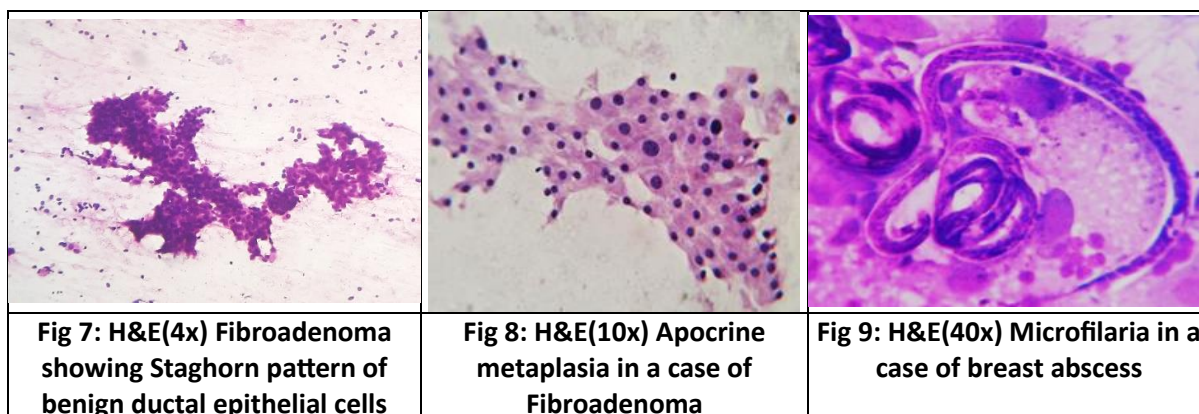 Fig 7: H&E(4x) Fibroadenoma
showing Staghorn pattern of
benign ductal epithelial cells
Fig 8: H&E(10x) Apocrine
metaplasia in a case of
Fibroadenoma
Fig 9: H&E(40x) Microfilaria in a
case of breast abscess